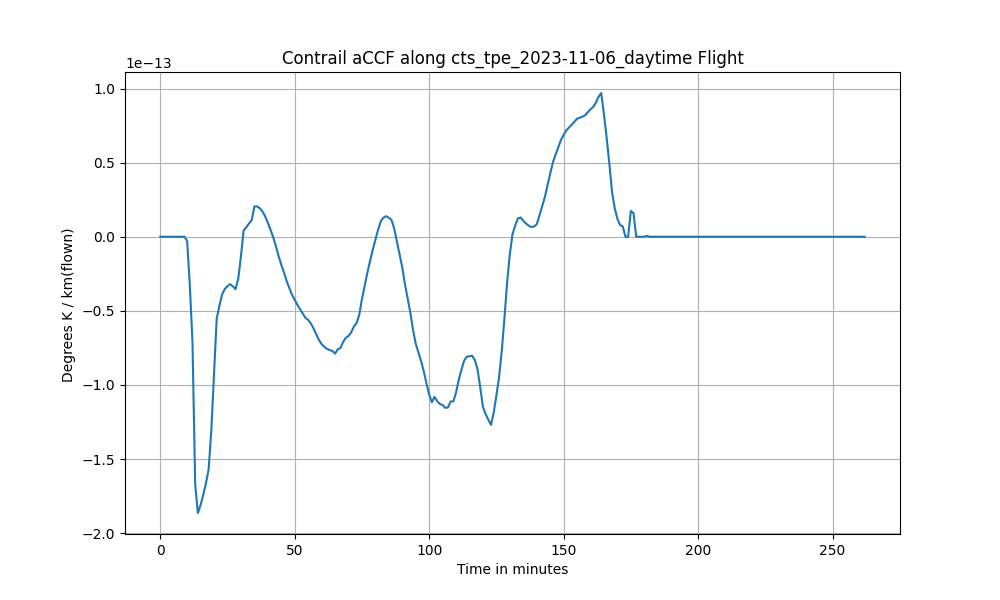 Contrail aCCF along cts_tpe_2023-11-06_daytime Flight
1e−13
1.0
0.5
0.0
−0.5
−1.0
−1.5
−2.0
Degrees K / km(flown)
0 50 100 150 200 250
Time in minutes